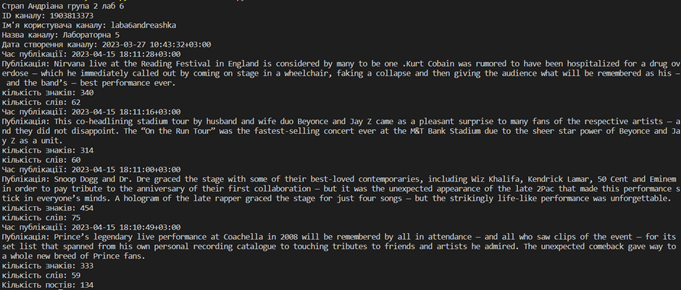 Страп Андріана група 2 лаб 6
ID каналу: 1903813373
Ім'я користувача каналу: laba6andreashka
Назва каналу: Лабораторна 5
Дата створення каналу: 2023-03-27 10:43:32+03:00
Час публікації: 2023-04-15 18:11:28+03:00
Публікація: Nirvana live at the Reading Festival in England is considered by many to be one .Kurt Cobain was rumored to have been hospitalized for a drug ov
erdose — which he immediately called out by coming on stage in a wheelchair, faking a collapse and then giving the audience what will be remembered as his —
and the band's — best performance ever.
кількість знаків: 340
кількість слів: 62
Час публікації: 2023-04-15 18:11:16+03:00
Публікація: This co-headlining stadium tour by husband and wife duo Beyonce and Jay Z came as a pleasant surprise to many fans of the respective artists — a
nd they did not disappoint. The “On the Run Tour” was the fastest-selling concert ever at the M&T Bank Stadium due to the sheer star power of Beyonce and Ja
y Z as a unit.
кількість знаків: 314
кількість слів: 60
Час публікації: 2023-04-15 18:11:00+03:00
Публікація: Snoop Dogg and Dr. Dre graced the stage with some of their best-loved contemporaries, including Wiz Khalifa, Kendrick Lamar, 50 Cent and Eminem
in order to pay tribute to the anniversary of their first collaboration — but it was the unexpected appearance of the late 2Pac that made this performance s
tick in everyone's minds. A hologram of the late rapper graced the stage for just four songs — but the strikingly life-like performance was unforgettable.
кількість знаків: 454
кількість слів: 75
Час публікації: 2023-04-15 18:10:49+03:00
Публікація: Prince's legendary live performance at Coachella in 2008 will be remembered by all in attendance — and all who saw clips of the event — for its
set list that spanned from his own personal recording catalogue to touching tributes to friends and artists he admired. The unexpected comeback gave way to
a whole new breed of Prince fans.
кількість знаків: 333
кількість слів: 59
Кількість постів: 134